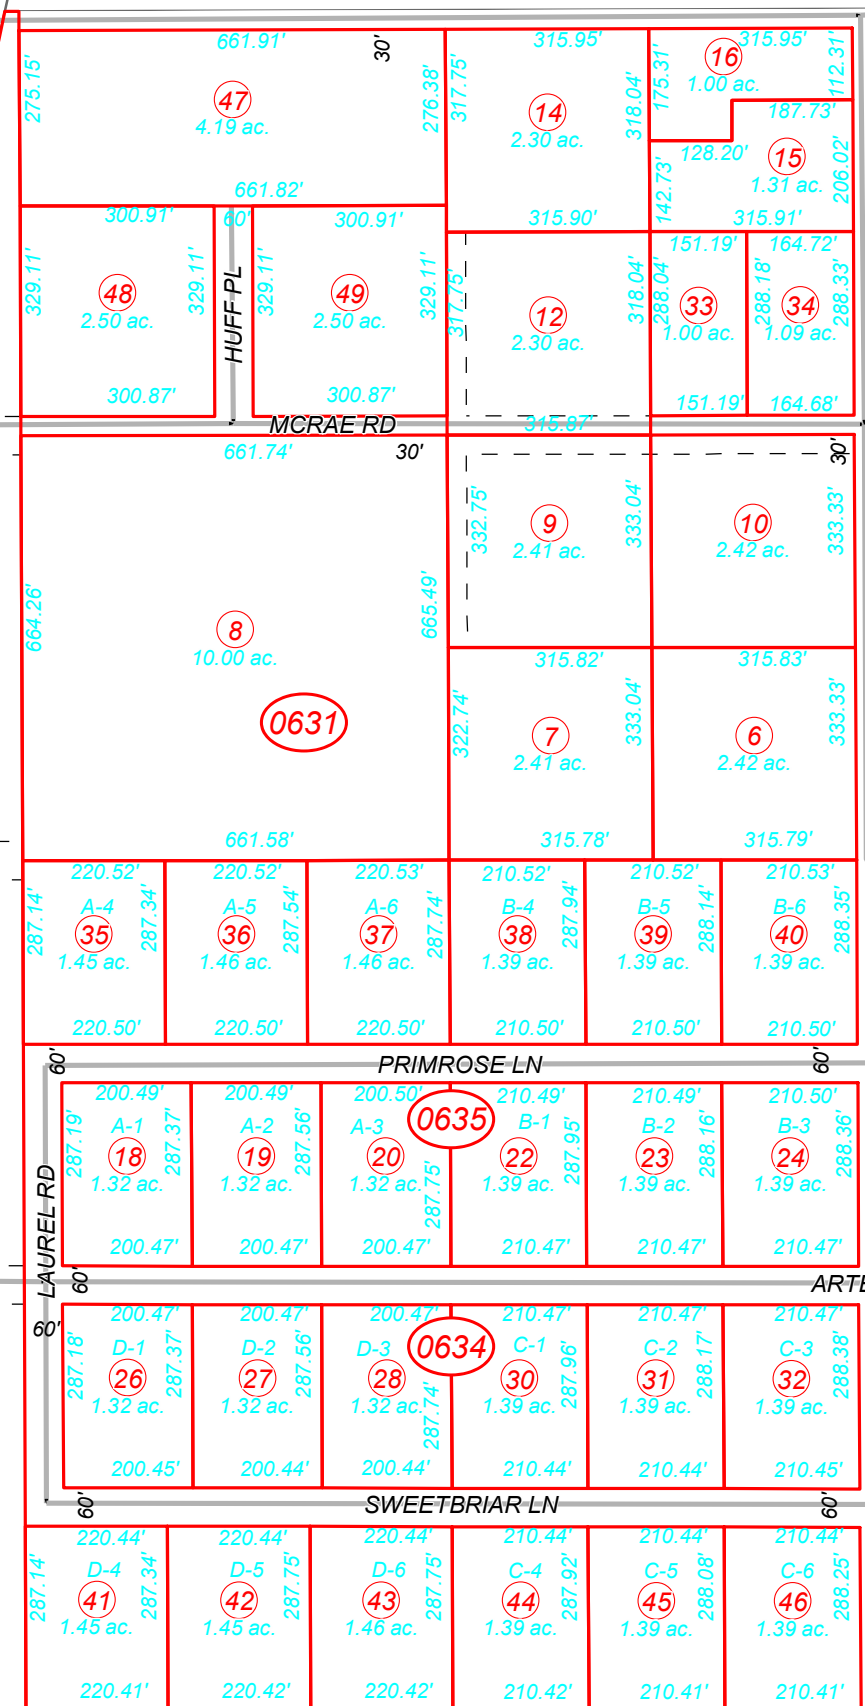 661.91'
30'
315.95'
315.95'
275.15'
47
4.19 ac.
276.38'
317.75'
14
2.30 ac.
318.04'
175.31'
16
1.00 ac.
112.31'
187.73'
128.20'
15
1.31 ac.
206.02'
142.73'
661.82'
315.90'
315.91'
300.91'
60'
300.91'
151.19'
164.72'
329.11'
48
2.50 ac.
329.11'
HUFF PL
329.11'
49
2.50 ac.
329.11'
317.75'
12
2.30 ac.
318.04'
288.04'
33
1.00 ac.
288.18'
34
1.09 ac.
288.33'
300.87'
300.87'
151.19'
164.68'
MCRAE RD
315.87'
661.74'
30'
30'
332.75'
9
2.41 ac.
333.04'
10
2.42 ac.
333.33'
664.26'
8
10.00 ac.
665.49'
0631
315.82'
315.83'
322.74'
7
2.41 ac.
333.04'
6
2.42 ac.
333.33'
661.58'
315.78'
315.79'
220.52'
220.52'
220.53'
210.52'
210.52'
210.53'
287.14'
A-4
35
1.45 ac.
287.34'
A-5
36
1.46 ac.
287.54'
A-6
37
1.46 ac.
287.74'
B-4
38
1.39 ac.
287.94'
B-5
39
1.39 ac.
288.14'
B-6
40
1.39 ac.
288.35'
220.50'
220.50'
220.50'
210.50'
210.50'
210.50'
60'
PRIMROSE LN
60'
200.49'
200.49'
200.50'
0635
210.49'
210.49'
210.50'
287.19'
A-1
18
1.32 ac.
287.37'
A-2
19
1.32 ac.
287.56'
A-3
20
1.32 ac.
287.75'
B-1
22
1.39 ac.
287.95'
B-2
23
1.39 ac.
288.16'
B-3
24
1.39 ac.
288.36'
200.47'
200.47'
200.47'
210.47'
210.47'
210.47'
LAUREL RD
60'
ARTE
60'
200.47'
200.47'
200.47'
0634
210.47'
210.47'
210.47'
287.18'
D-1
26
1.32 ac.
287.37'
D-2
27
1.32 ac.
287.56'
D-3
28
1.32 ac.
287.74'
C-1
30
1.39 ac.
287.96'
C-2
31
1.39 ac.
288.17'
C-3
32
1.39 ac.
288.38'
200.45'
200.44'
200.44'
210.44'
210.44'
210.45'
60'
SWEETBRIAR LN
60'
220.44'
220.44'
220.44'
210.44'
210.44'
210.44'
287.14'
D-4
41
1.45 ac.
287.34'
D-5
42
1.45 ac.
287.75'
D-6
43
1.46 ac.
287.75'
C-4
44
1.39 ac.
287.92'
C-5
45
1.39 ac.
288.08'
C-6
46
1.39 ac.
288.25'
220.41'
220.42'
220.42'
210.42'
210.41'
210.41'